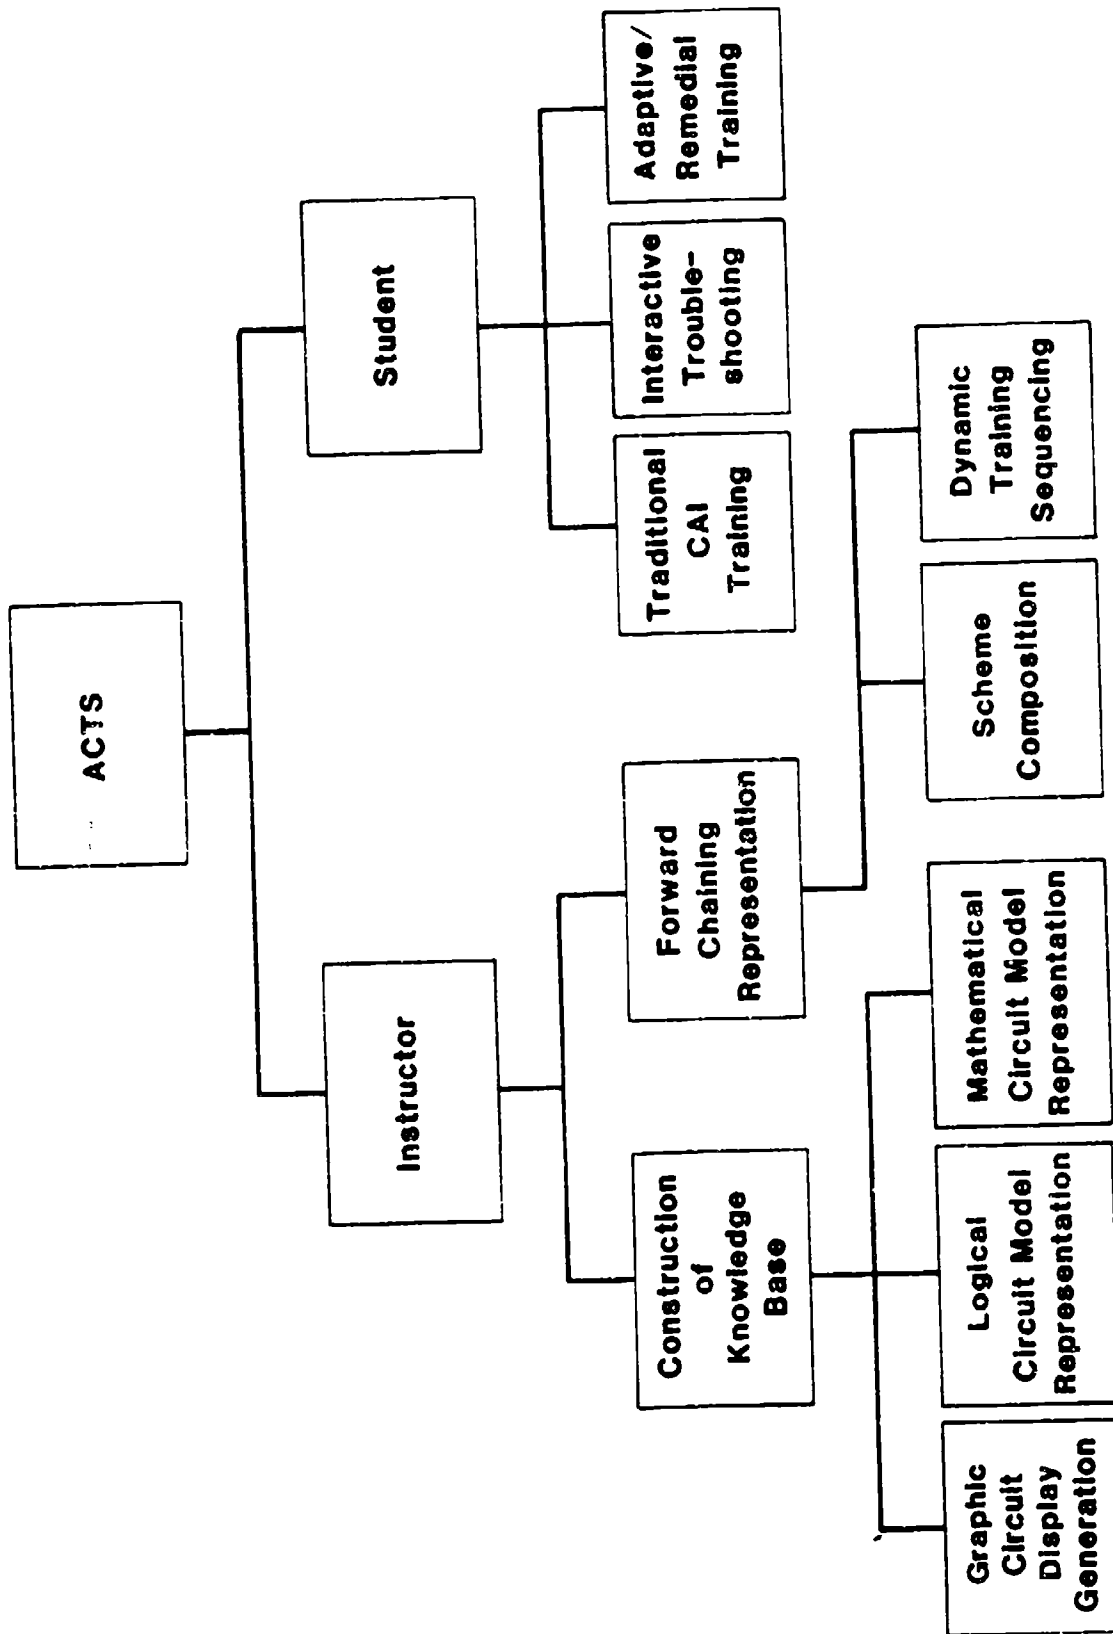 ACTS
Instructor
Student
Construction
of
Knowledge
Base
Forward
Chaining
Representation
Traditional
CAI
Training
Interactive
Trouble-
shooting
Adaptive/
Remedial
Training
Graphic
Circuit
Display
Generation
Logical
Circuit Model
Representation
Mathematical
Circuit Model
Representation
Scheme
Composition
Dynamic
Training
Sequencing